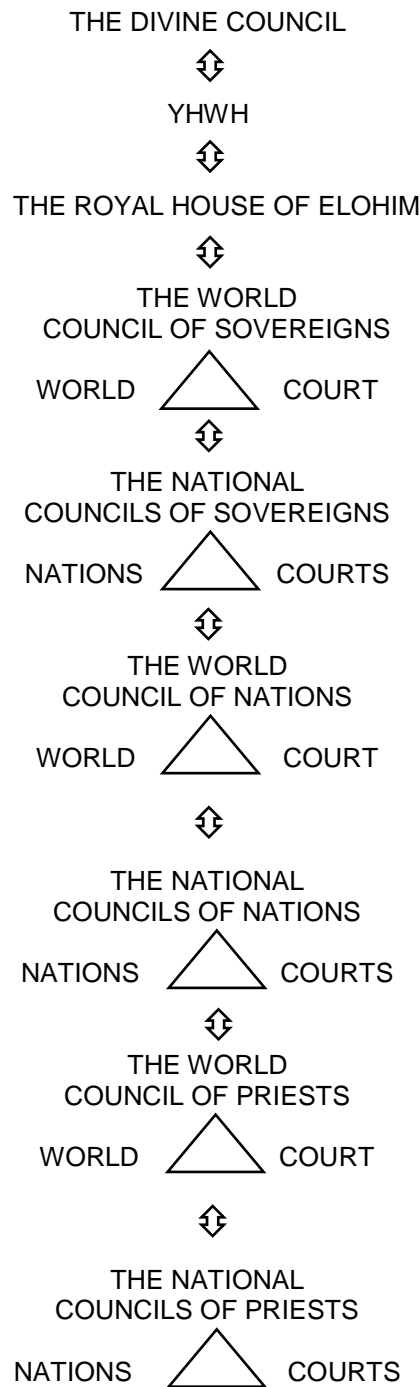 THE DIVINE COUNCIL
YHWH
THE ROYAL HOUSE OF ELOHIM
THE WORLD
COUNCIL OF SOVEREIGNS
WORLD COURT
THE NATIONAL
COUNCILS OF SOVEREIGNS
NATIONS COURTS
THE WORLD
COUNCIL OF NATIONS
WORLD COURT
THE NATIONAL
COUNCILS OF NATIONS
NATIONS COURTS
THE WORLD
COUNCIL OF PRIESTS
WORLD COURT
THE NATIONAL
COUNCILS OF PRIESTS
NATIONS COURTS